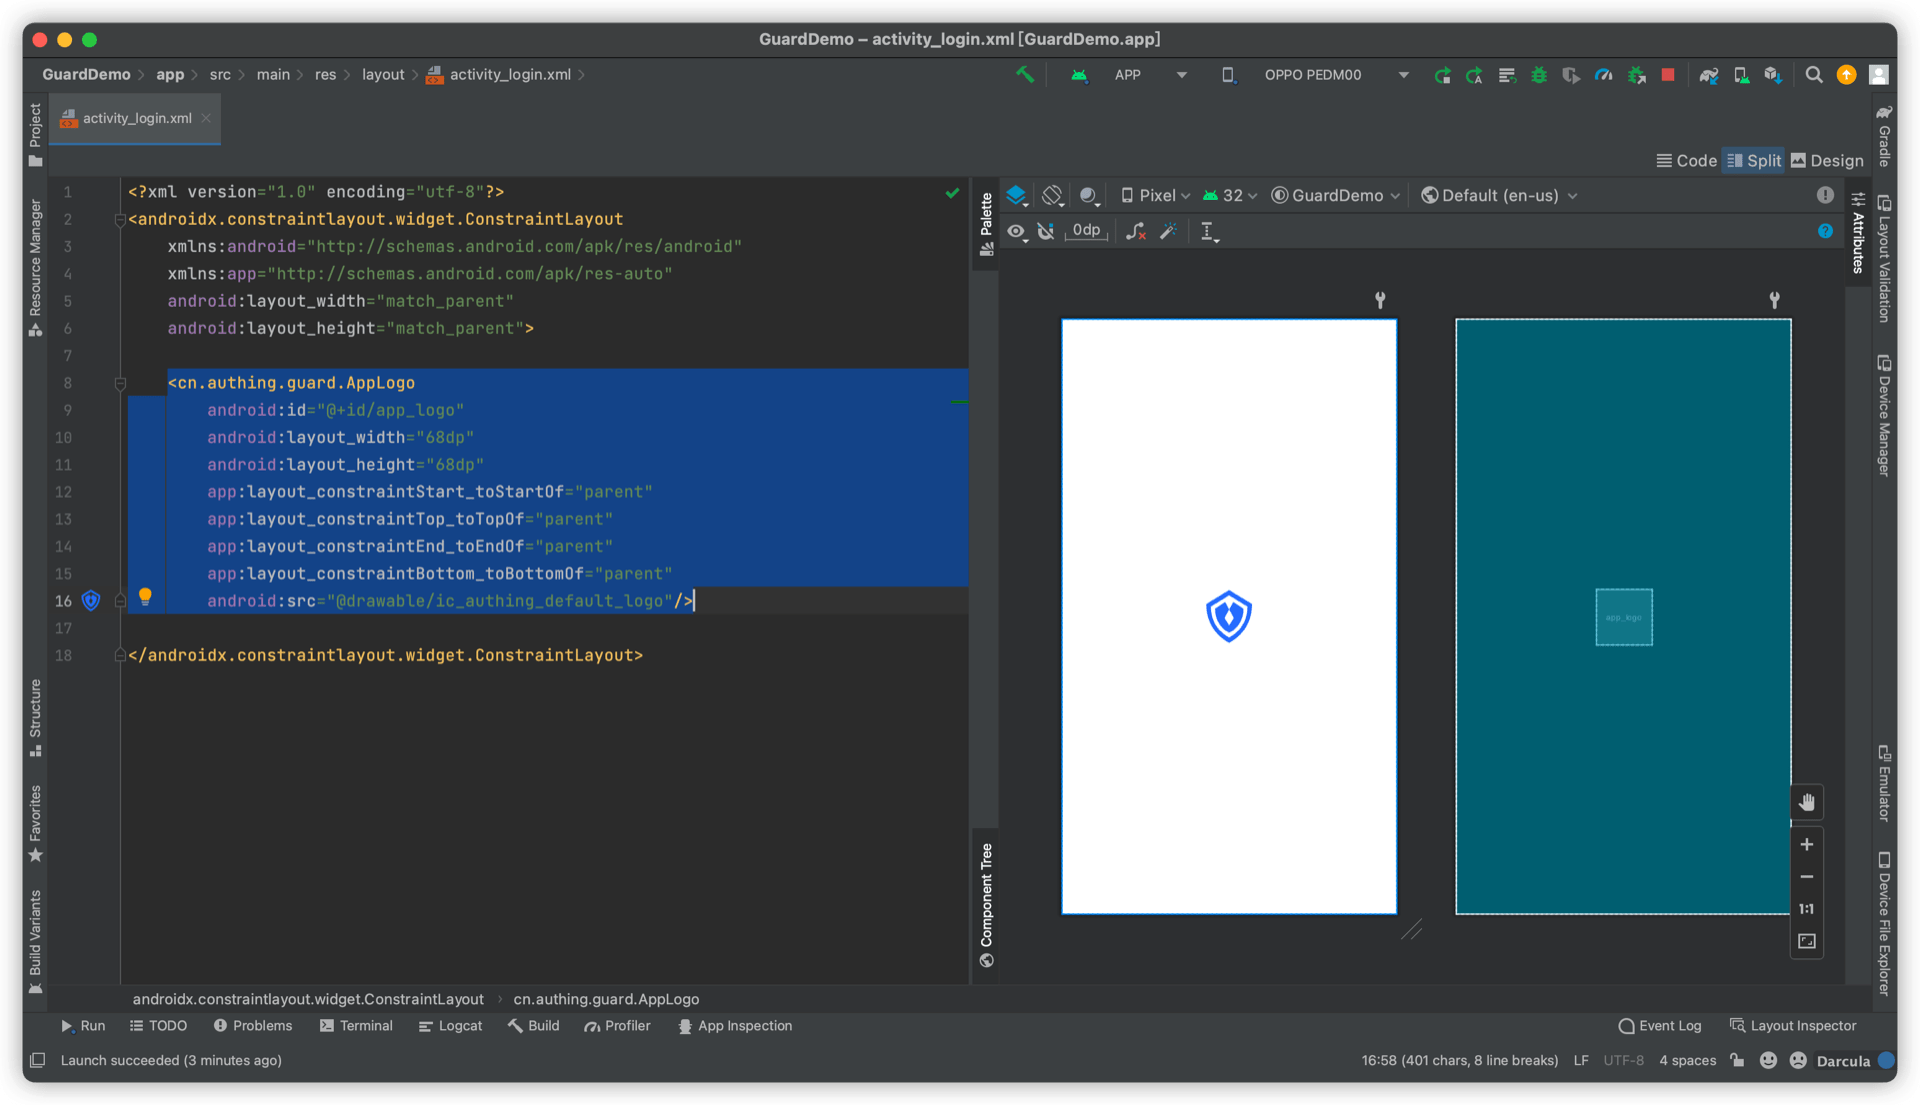 GuardDemo – activity_login.xml [GuardDemo.app]
GuardDemo app src main res layout activity_login.xml
APP OPPO PEDM00
activity_login.xml
Code Split Design
Project
Resource Manager
Structure
Favorites
Build Variants
1 <?xml version="1.0" encoding="utf-8"?>
2 <androidx.constraintlayout.widget.ConstraintLayout
3 xmlns:android="http://schemas.android.com/apk/res/android"
4 xmlns:app="http://schemas.android.com/apk/res-auto"
5 android:layout_width="match_parent"
6 android:layout_height="match_parent">
7
8 <cn.authing.guard.AppLogo
9 android:id="@+id/app_logo"
10 android:layout_width="68dp"
11 android:layout_height="68dp"
12 app:layout_constraintStart_toStartOf="parent"
13 app:layout_constraintTop_toTopOf="parent"
14 app:layout_constraintEnd_toEndOf="parent"
15 app:layout_constraintBottom_toBottomOf="parent"
16 android:src="@drawable/ic_authing_default_logo"/>
17
18 </androidx.constraintlayout.widget.ConstraintLayout>
Palette
Component Tree
Pixel 32 GuardDemo Default (en-us)
0dp
app_logo
1:1
Attributes
Gradle
Layout Validation
Device Manager
Emulator
Device File Explorer
androidx.constraintlayout.widget.ConstraintLayout cn.authing.guard.AppLogo
Run TODO Problems Terminal Logcat Build Profiler App Inspection Event Log Layout Inspector
Launch succeeded (3 minutes ago) 16:58 (401 chars, 8 line breaks) LF UTF-8 4 spaces Darcula